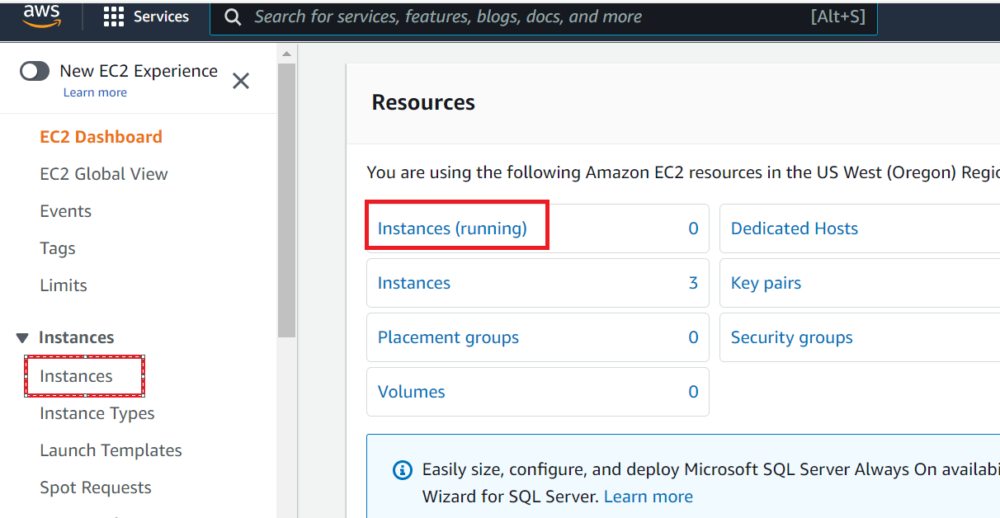 aws
Services
Search for services, features, blogs, docs, and more
[Alt+S]
New EC2 Experience
Learn more
EC2 Dashboard
EC2 Global View
Events
Tags
Limits
Instances
Instances
Instance Types
Launch Templates
Spot Requests
Resources
You are using the following Amazon EC2 resources in the US West (Oregon)
Instances (running) 0
Dedicated Hosts
Instances 3
Key pairs
Placement groups 0
Security groups
Volumes 0
Easily size, configure, and deploy Microsoft SQL Server Always On
Wizard for SQL Server. Learn more